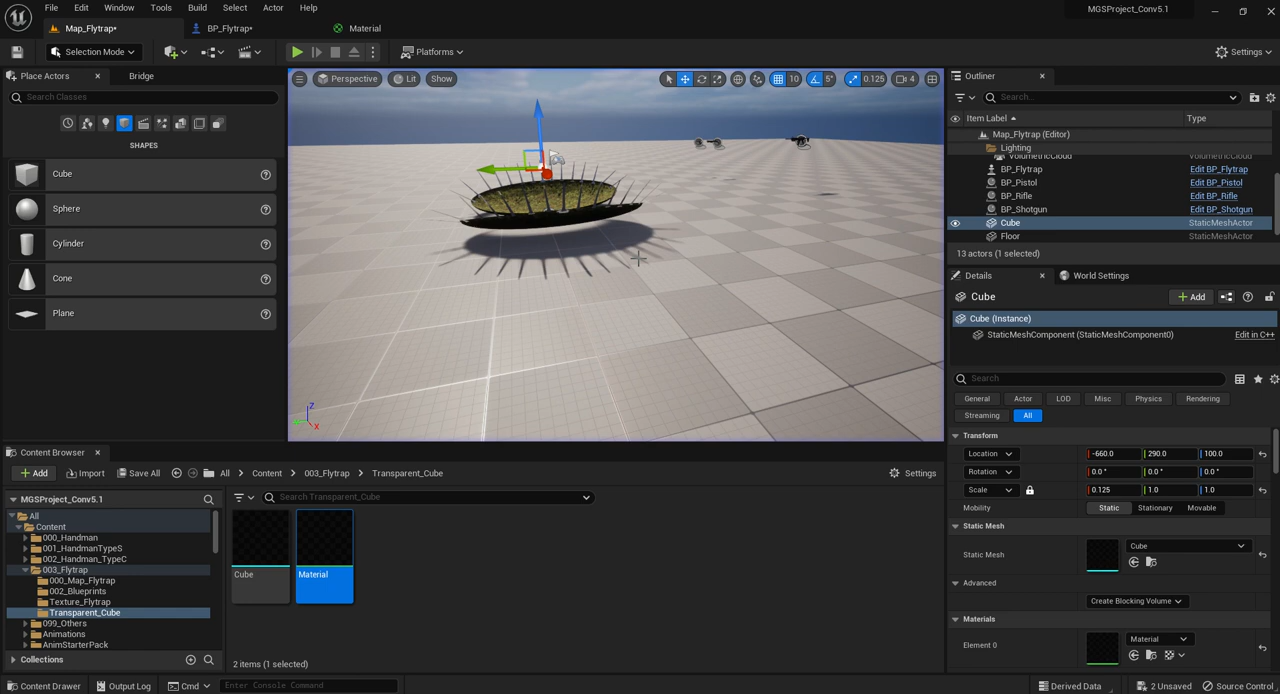 File Edit Window Tools Build Select Actor Help
MGSProject_Conv5.1
Map_Flytrap* BP_Flytrap* Material
Selection Mode Platforms Settings
Place Actors Bridge
Search Classes
SHAPES
Cube
Sphere
Cylinder
Cone
Plane
Perspective Lit Show 10 5° 0.125 4
Z
X
Outliner
Search...
Item Label Type
Map_Flytrap (Editor)
Lighting
VolumetricCloud
BP_Flytrap Edit BP_Flytrap
BP_Pistol Edit BP_Pistol
BP_Rifle Edit BP_Rifle
BP_Shotgun Edit BP_Shotgun
Cube StaticMeshActor
Floor StaticMeshActor
13 actors (1 selected)
Details World Settings
Cube Add
Cube (Instance)
StaticMeshComponent (StaticMeshComponent0) Edit in C++
Search
General Actor LOD Misc Physics Rendering
Streaming All
Transform
Location -660.0 290.0 100.0
Rotation 0.0 ° 0.0 ° 0.0 °
Scale 0.125 1.0 1.0
Mobility Static Stationary Movable
Static Mesh
Static Mesh Cube
Advanced
Create Blocking Volume
Materials
Element 0 Material
Content Browser
Add Import Save All All Content 003_Flytrap Transparent_Cube Settings
MGSProject_Conv5.1
Search Transparent_Cube
All
Content
000_Handman
001_HandmanTypeS
002_Handman_TypeC
003_Flytrap
000_Map_Flytrap
002_Blueprints
Texture_Flytrap
Transparent_Cube
099_Others
Animations
AnimStarterPack
Collections
Cube Material
2 items (1 selected)
Content Drawer Output Log Cmd Enter Console Command Derived Data 2 Unsaved Source Control